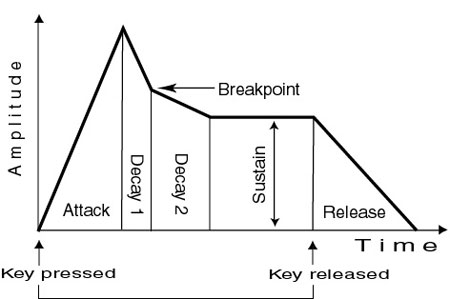 Amplitude
Breakpoint
Attack
Decay 1
Decay 2
Sustain
Release
Time
Key pressed
Key released